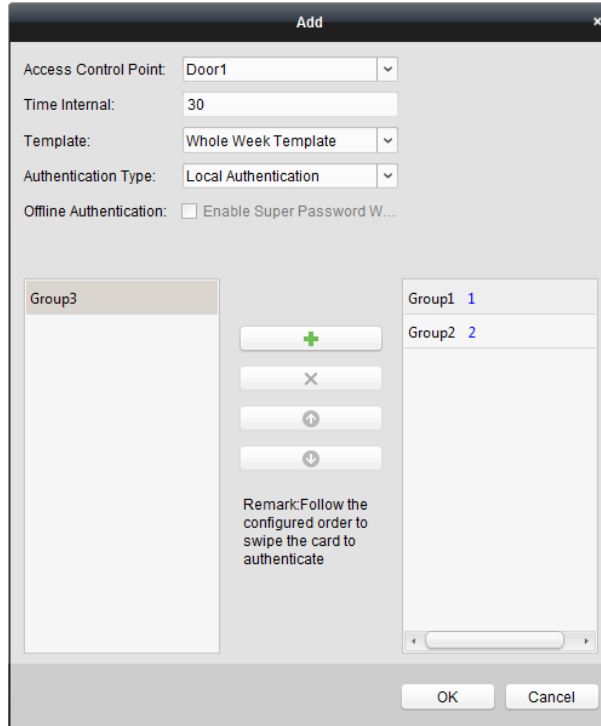 Add
Access Control Point: Door1
Time Internal: 30
Template: Whole Week Template
Authentication Type: Local Authentication
Offline Authentication: Enable Super Password W...
Group3
Group1 1
Group2 2
Remark:Follow the
configured order to
swipe the card to
authenticate
OK Cancel